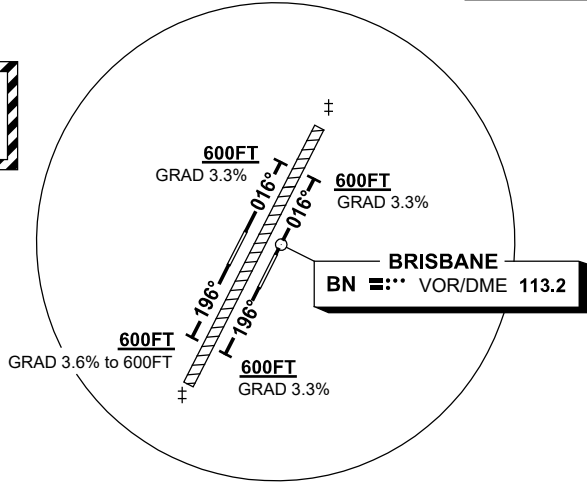 ‡
600FT
GRAD 3.3%
016°
016°
600FT
GRAD 3.3%
BRISBANE
BN VOR/DME 113.2
196°
196°
600FT
GRAD 3.6% to 600FT
600FT
GRAD 3.3%
‡